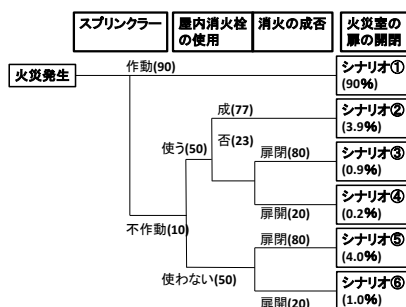 スプリンクラー
屋内消火栓
の使用
消火の成否
火災室の
扉の開閉
火災発生
作動(90)
シナリオ①
(90%)
成(77)
シナリオ②
(3.9%)
否(23)
使う(50)
扉閉(80)
シナリオ③
(0.9%)
扉開(20)
シナリオ④
(0.2%)
不作動(10)
扉閉(80)
シナリオ⑤
(4.0%)
使わない(50)
扉開(20)
シナリオ⑥
(1.0%)